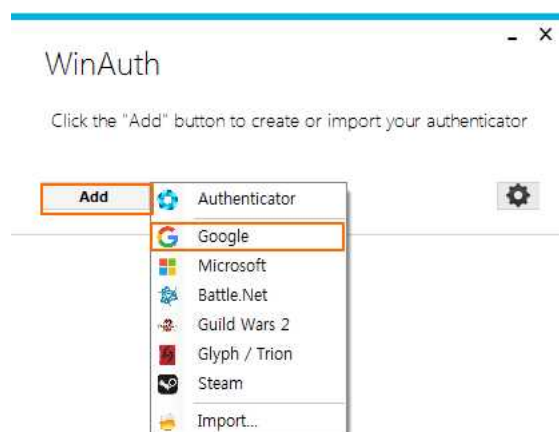 WinAuth
Click the "Add" button to create or import your authenticator
Add
Authenticator
Google
Microsoft
Battle.Net
Guild Wars 2
Glyph / Trion
Steam
Import...